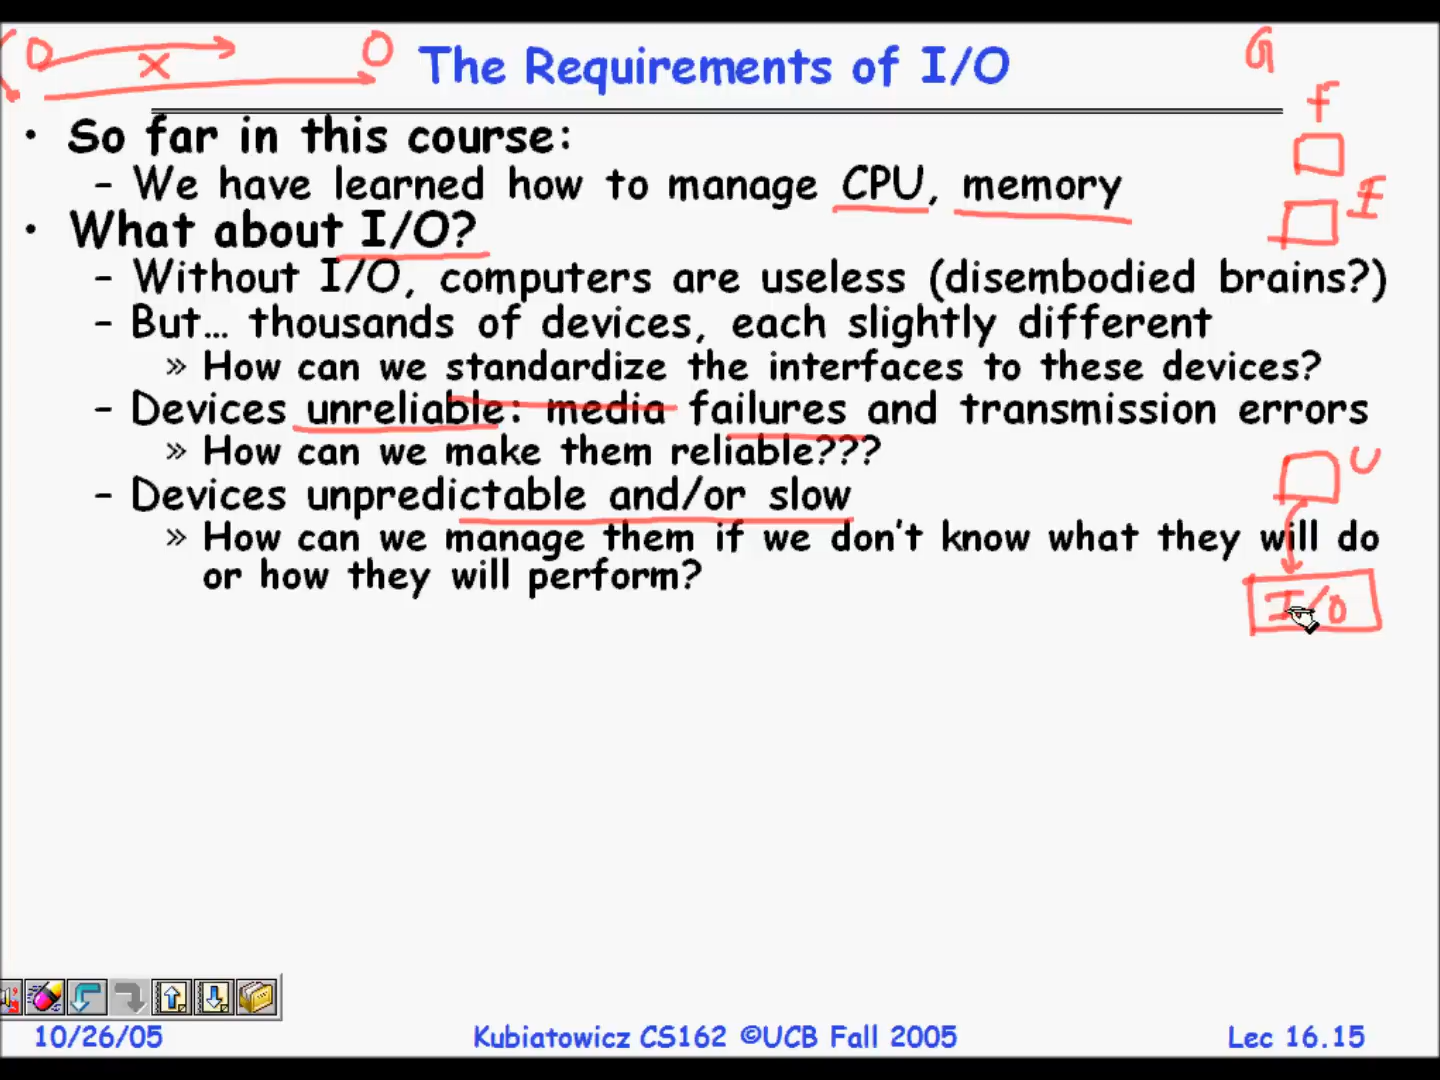 The Requirements of I/O
• So far in this course:
– We have learned how to manage CPU, memory
• What about I/O?
– Without I/O, computers are useless (disembodied brains?)
– But… thousands of devices, each slightly different
» How can we standardize the interfaces to these devices?
– Devices unreliable: media failures and transmission errors
» How can we make them reliable???
– Devices unpredictable and/or slow
» How can we manage them if we don't know what they will do
or how they will perform?
I/O
10/26/05 Kubiatowicz CS162 ©UCB Fall 2005 Lec 16.15